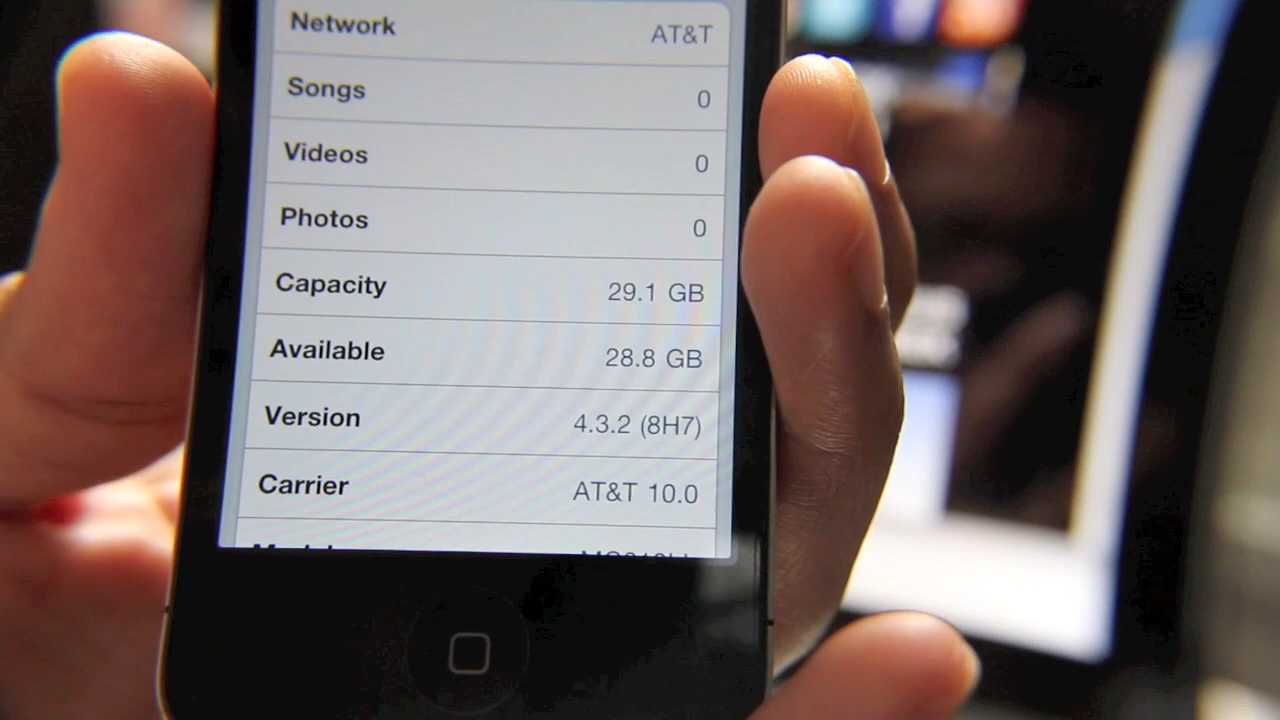 Network AT&T
Songs 0
Videos 0
Photos 0
Capacity 29.1 GB
Available 28.8 GB
Version 4.3.2 (8H7)
Carrier AT&T 10.0